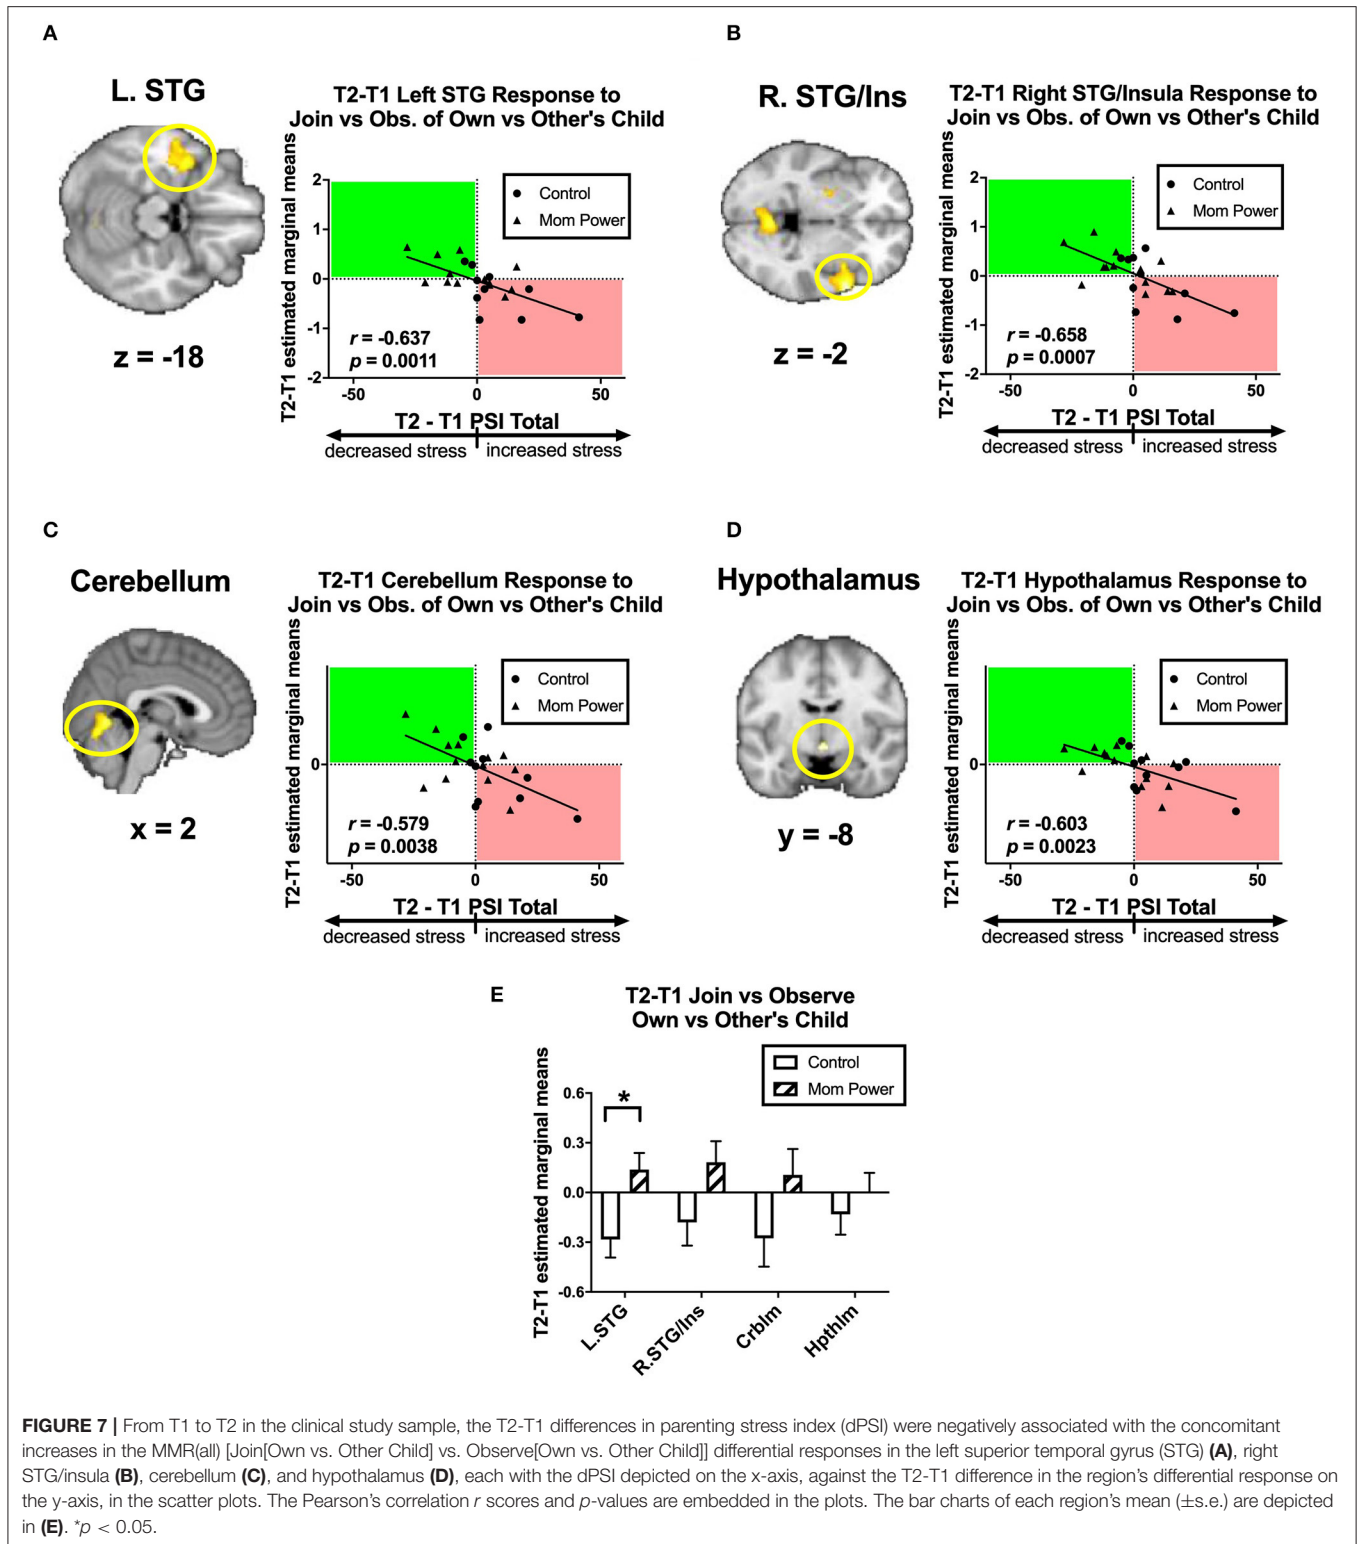 A
L. STG
T2-T1 Left STG Response to
Join vs Obs. of Own vs Other's Child
T2-T1 estimated marginal means
2
1
0
-1
-2
Control
Mom Power
r = -0.637
p = 0.0011
z = -18
-50
0
50
T2 - T1 PSI Total
decreased stress
increased stress
B
R. STG/Ins
T2-T1 Right STG/Insula Response to
Join vs Obs. of Own vs Other's Child
T2-T1 estimated marginal means
2
1
0
-1
-2
Control
Mom Power
r = -0.658
p = 0.0007
z = -2
-50
0
50
T2 - T1 PSI Total
decreased stress
increased stress
C
Cerebellum
T2-T1 Cerebellum Response to
Join vs Obs. of Own vs Other's Child
T2-T1 estimated marginal means
0
Control
Mom Power
r = -0.579
p = 0.0038
x = 2
-50
0
50
T2 - T1 PSI Total
decreased stress
increased stress
D
Hypothalamus
T2-T1 Hypothalamus Response to
Join vs Obs. of Own vs Other's Child
T2-T1 estimated marginal means
0
Control
Mom Power
r = -0.603
p = 0.0023
y = -8
-50
0
50
T2 - T1 PSI Total
decreased stress
increased stress
E
T2-T1 Join vs Observe
Own vs Other's Child
T2-T1 estimated marginal means
Control
Mom Power
0.6
0.3
0.0
-0.3
-0.6
*
L.STG
R.STG/Ins
Crblm
Hpthlm
FIGURE 7 | From T1 to T2 in the clinical study sample, the T2-T1 differences in parenting stress index (dPSI) were negatively associated with the concomitant
increases in the MMR(all) [Join[Own vs. Other Child] vs. Observe[Own vs. Other Child]] differential responses in the left superior temporal gyrus (STG) (A), right
STG/insula (B), cerebellum (C), and hypothalamus (D), each with the dPSI depicted on the x-axis, against the T2-T1 difference in the region's differential response on
the y-axis, in the scatter plots. The Pearson's correlation r scores and p-values are embedded in the plots. The bar charts of each region's mean (±s.e.) are depicted
in (E). *p < 0.05.